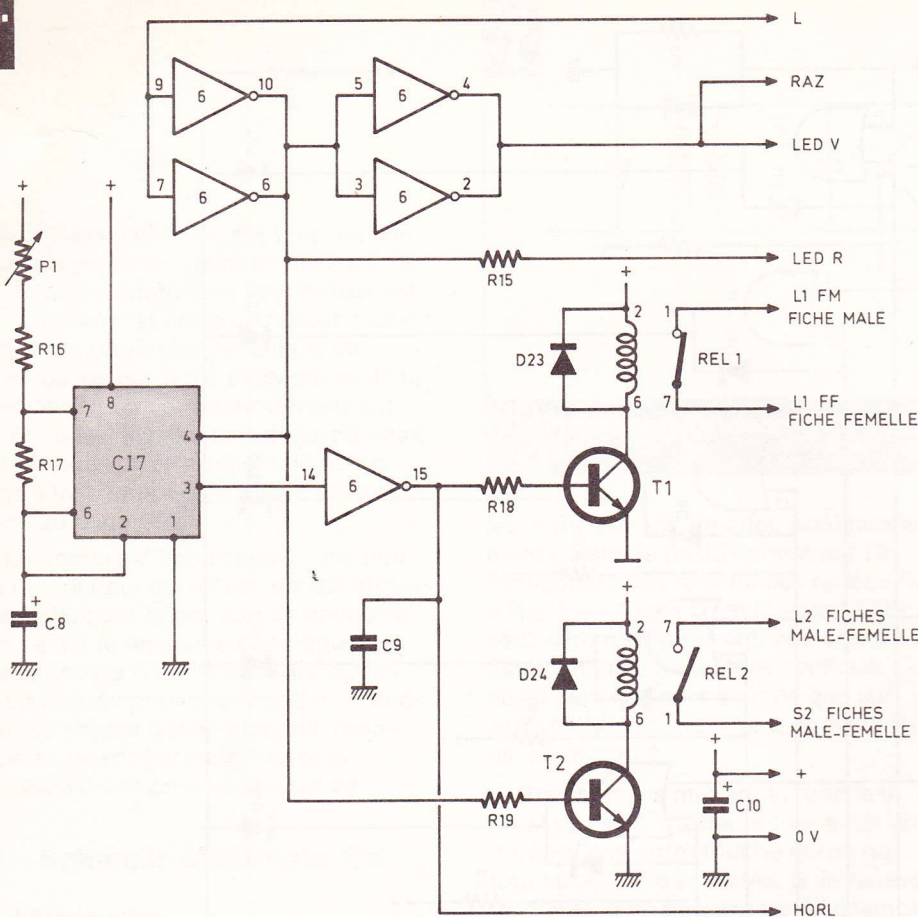 L
RAZ
9
6
10
5
6
4
LED V
7
6
6
3
6
2
+
+
P1
R15
LED R
+
2
1
L1 FM
FICHE MALE
R16
D23
REL 1
6
7
L1 FF
FICHE FEMELLE
7
8
4
R17
CI7
3
14
6
15
R18
T1
6
2
1
+
C8
C9
+
2
7
L2 FICHES
MALE-FEMELLE
D24
REL 2
6
1
S2 FICHES
MALE-FEMELLE
T2
+
+
C10
R19
0 V
HORL